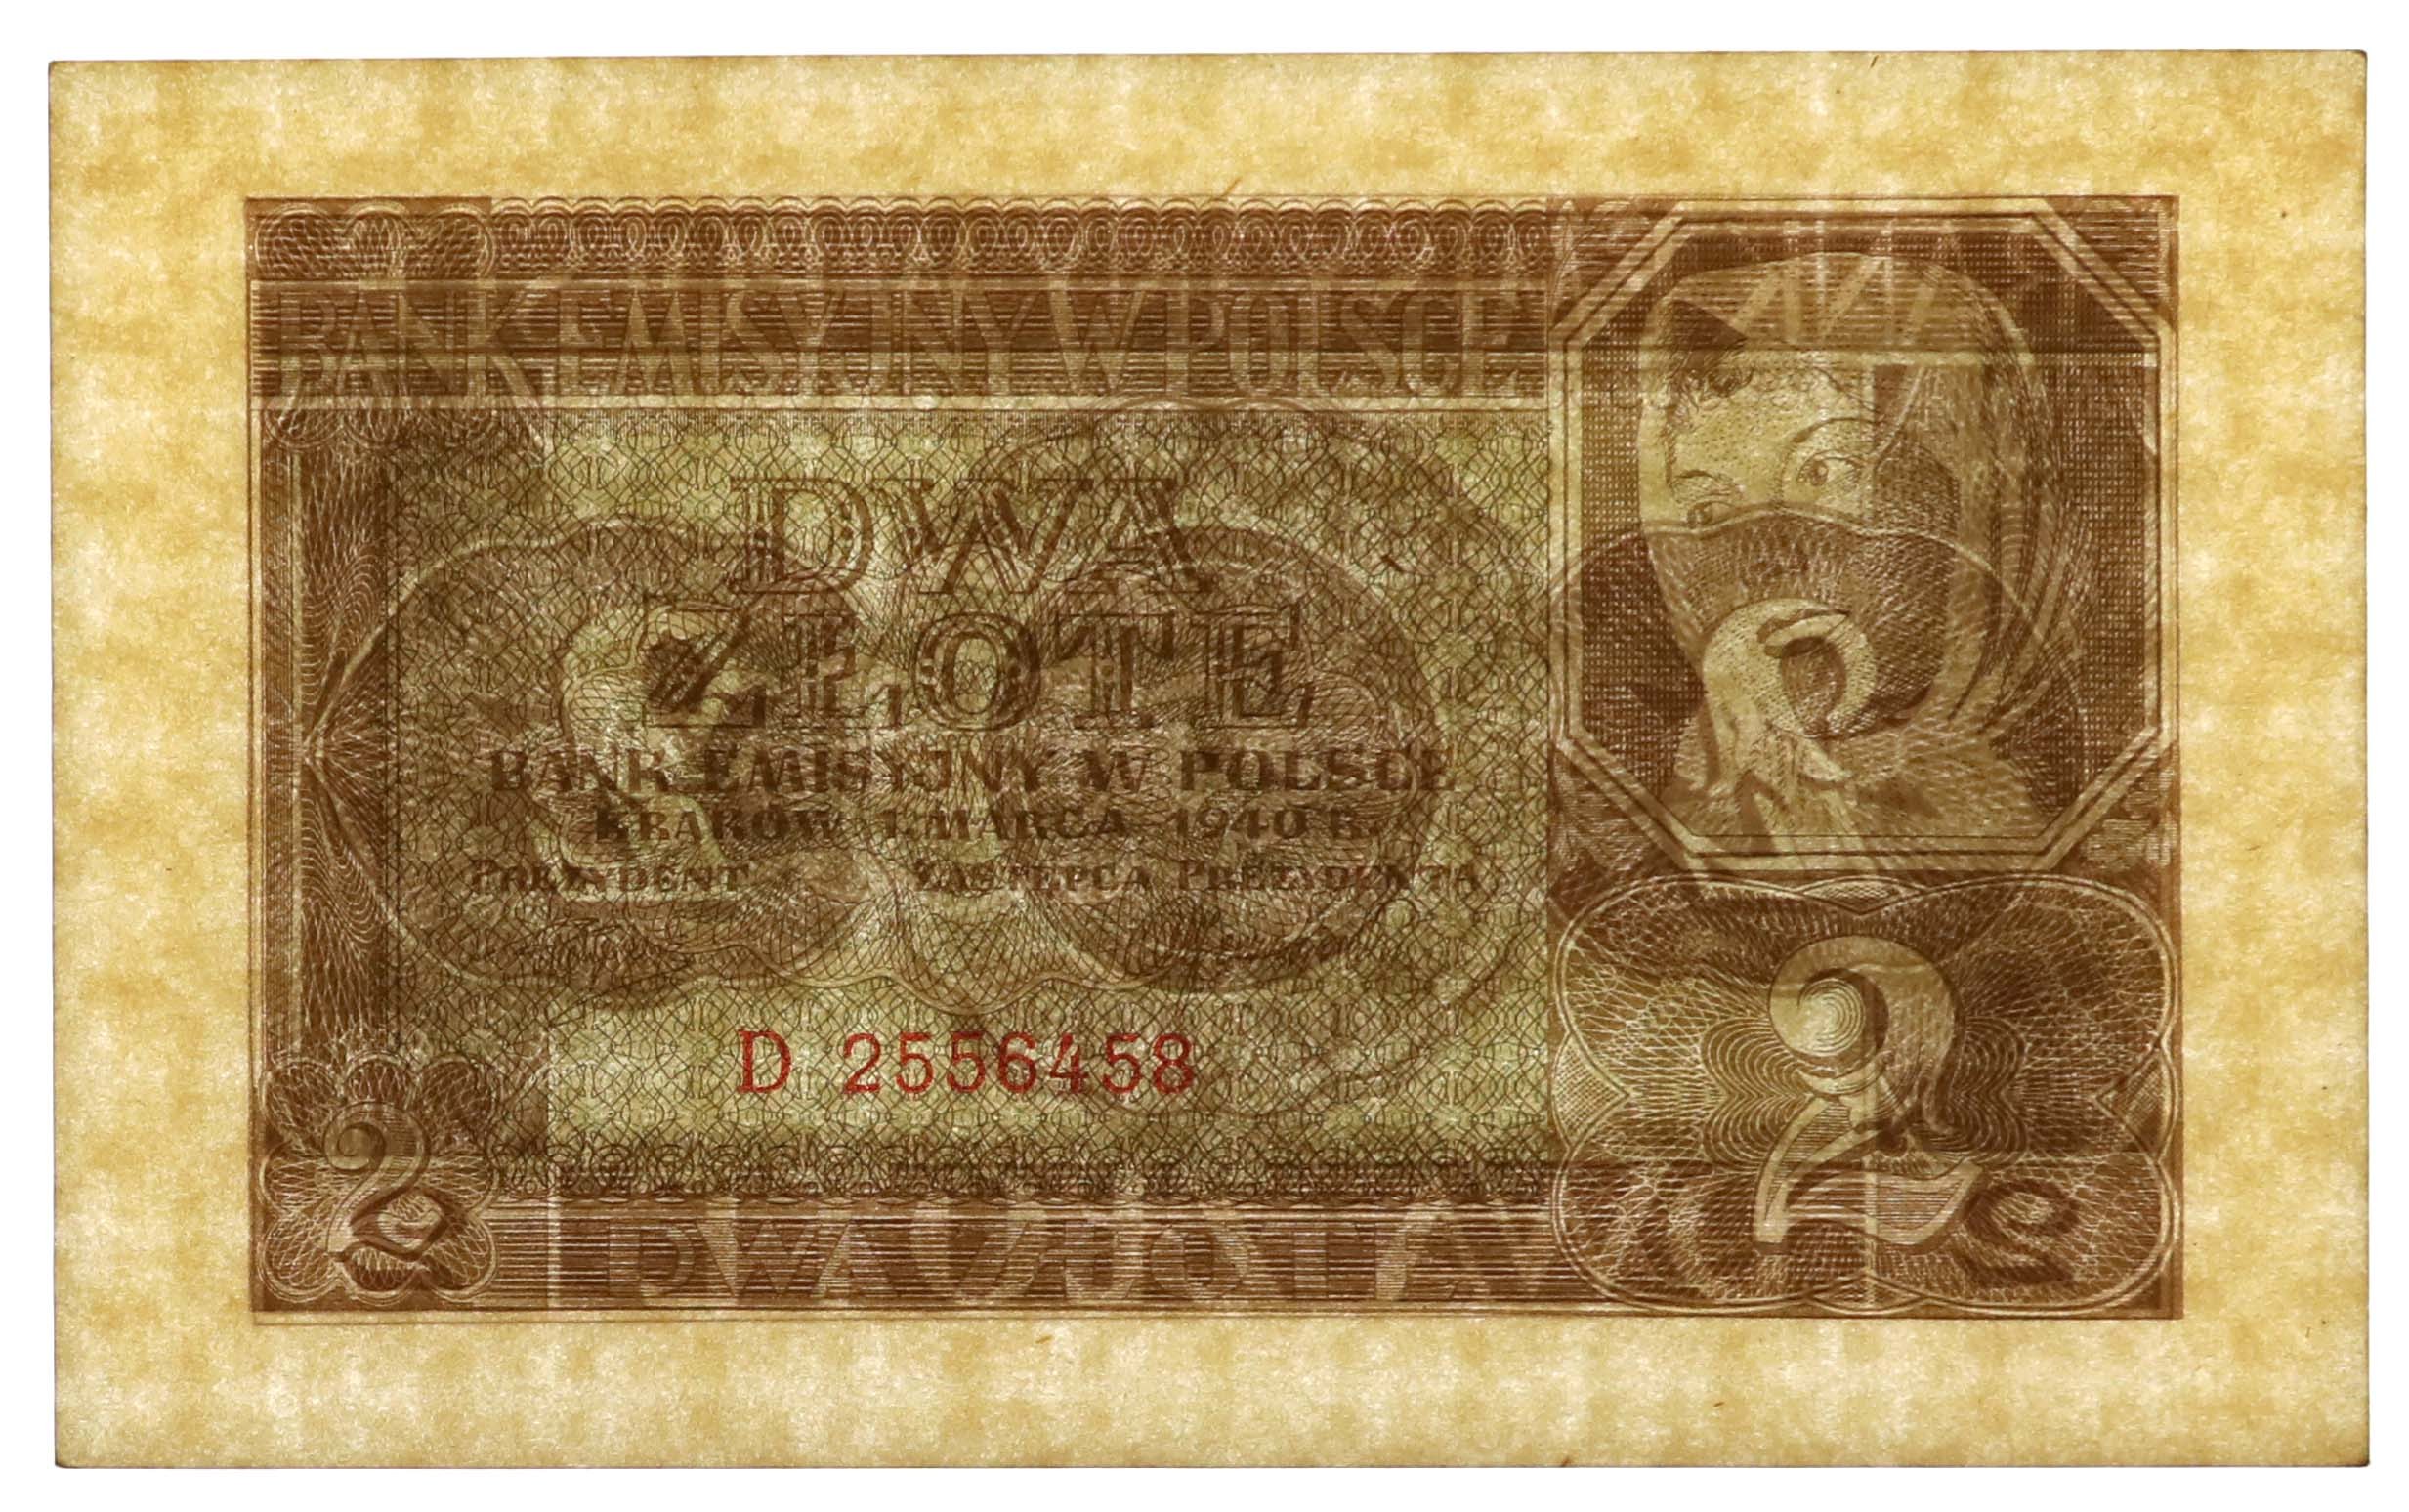 BANK EMISYJNY W POLSCE
DWA
ZŁOTE
BANK EMISYJNY W POLSCE
KRAKÓW 1 MARCA 1940 R.
PREZYDENT ZASTĘPCA PREZYDENTA
D 2556458
2 2
DWA